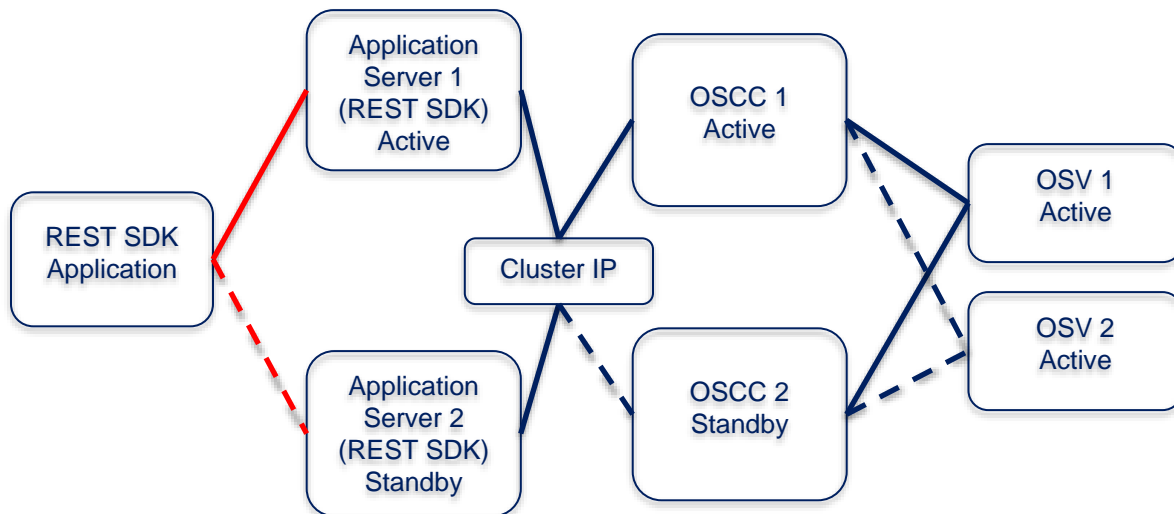 REST SDK
Application
Application
Server 1
(REST SDK)
Active
Application
Server 2
(REST SDK)
Standby
Cluster IP
OSCC 1
Active
OSCC 2
Standby
OSV 1
Active
OSV 2
Active